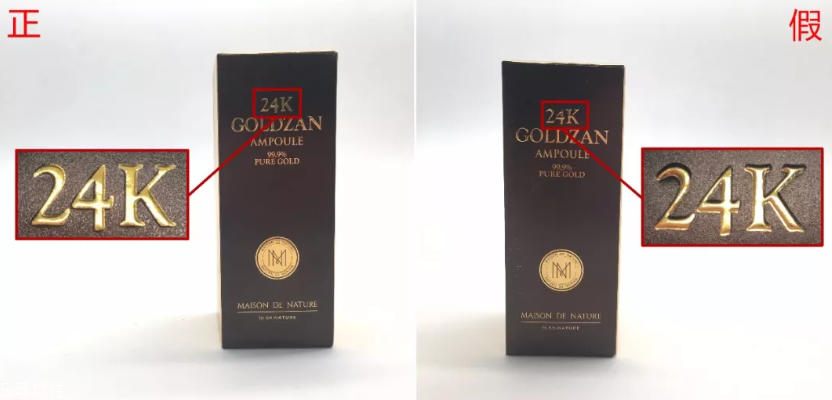 正
24K
GOLDZAN
AMPOULE
99.9%
PURE GOLD
MAISON DE NATURE
24K
假
24K
GOLDZAN
AMPOULE
99.9%
PURE GOLD
MAISON DE NATURE
24K